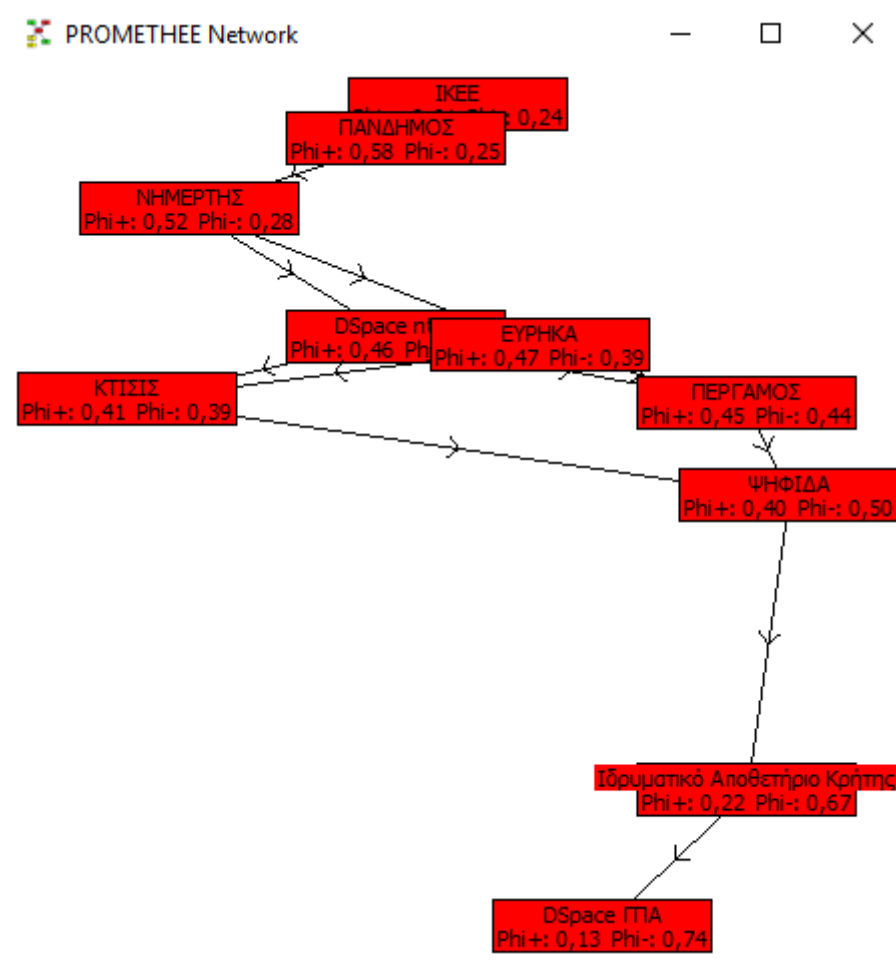 PROMETHEE Network
IKEE
0,24
ΠΑΝΔΗΜΟΣ
Phi+: 0,58 Phi-: 0,25
ΝΗΜΕΡΤΗΣ
Phi+: 0,52 Phi-: 0,28
DSpace
Phi+: 0,46
ΕΥΡΗΚΑ
Phi+: 0,47 Phi-: 0,39
ΚΤΙΣΙΣ
Phi+: 0,41 Phi-: 0,39
ΠΕΡΓΑΜΟΣ
Phi+: 0,45 Phi-: 0,44
ΨΗΦΙΔΑ
Phi+: 0,40 Phi-: 0,50
Ιδρυματικό Αποθετήριο Κρήτης
Phi+: 0,22 Phi-: 0,67
DSpace ΓΠΑ
Phi+: 0,13 Phi-: 0,74